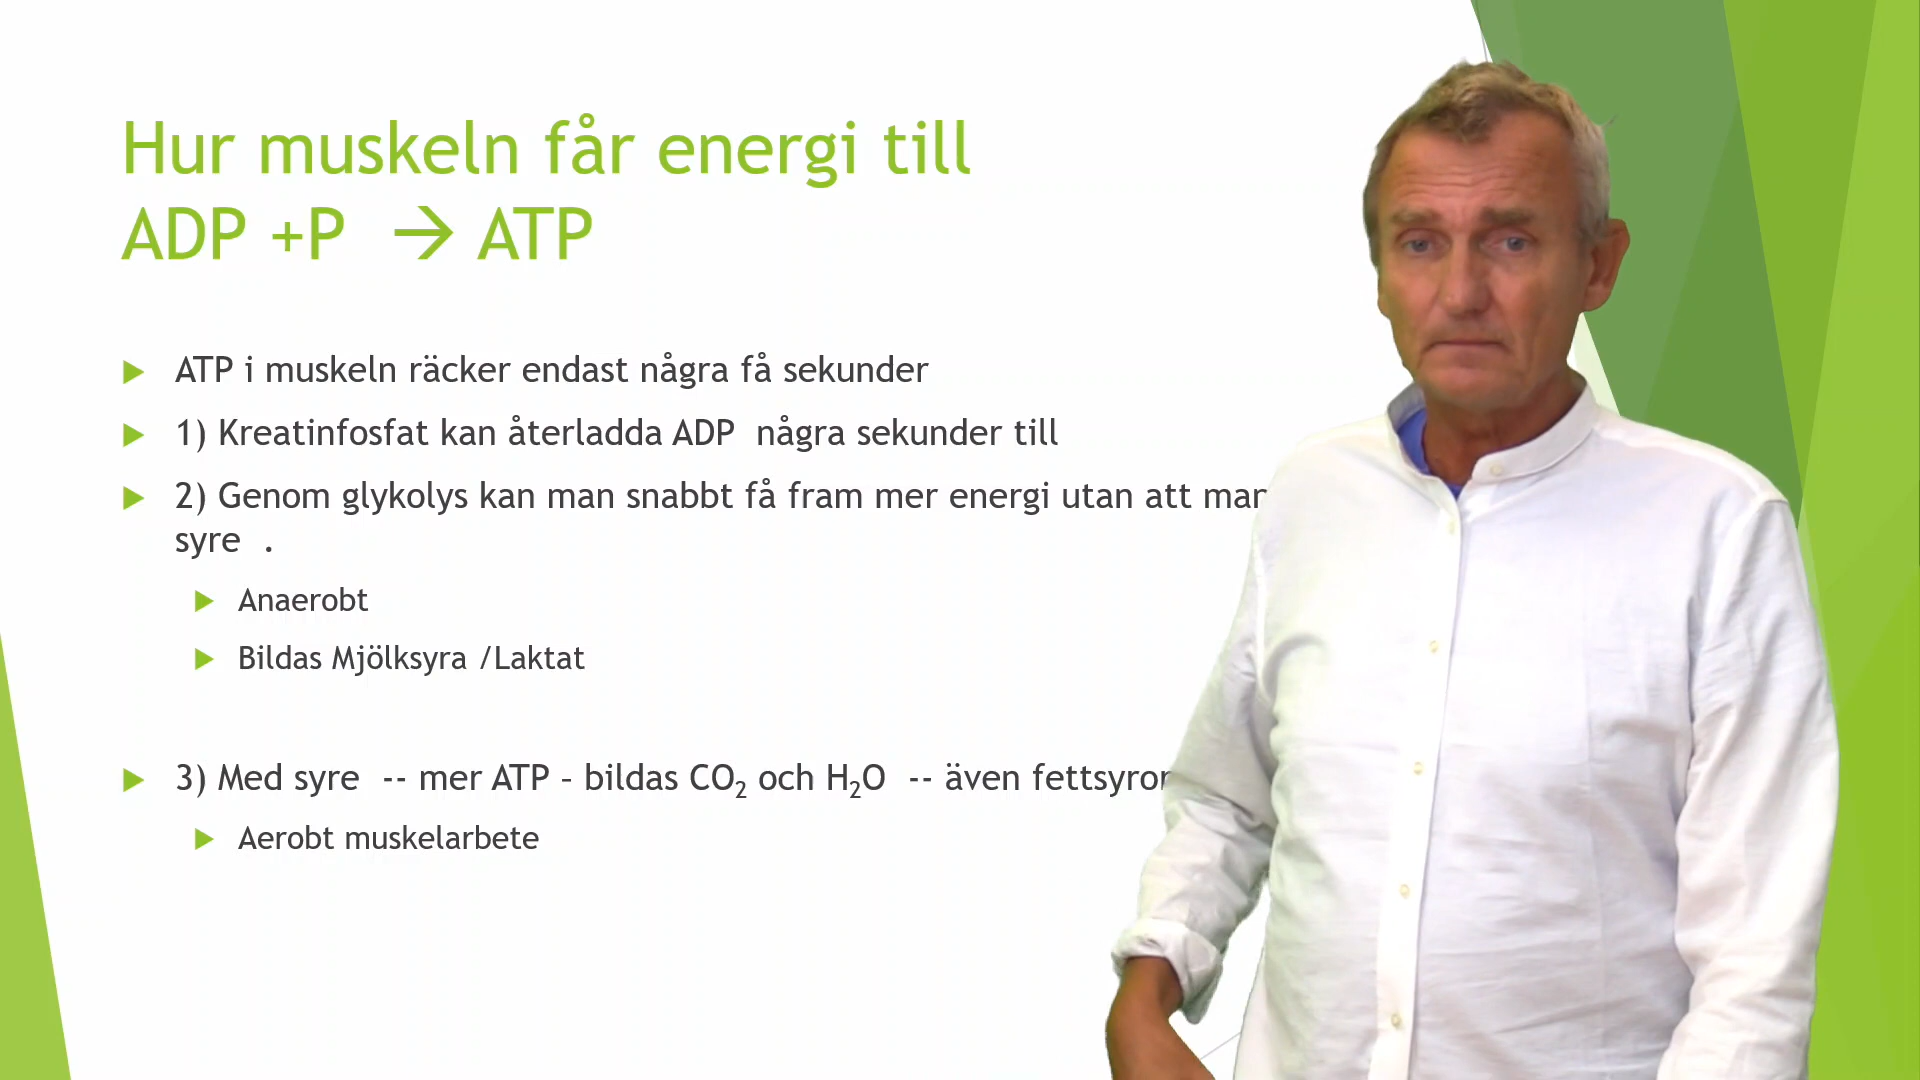 Hur muskeln får energi till
ADP +P → ATP
ATP i muskeln räcker endast några få sekunder
1) Kreatinfosfat kan återladda ADP några sekunder till
2) Genom glykolys kan man snabbt få fram mer energi utan att man
syre .
Anaerobt
Bildas Mjölksyra /Laktat
3) Med syre -- mer ATP – bildas CO₂ och H₂O -- även fettsyror
Aerobt muskelarbete